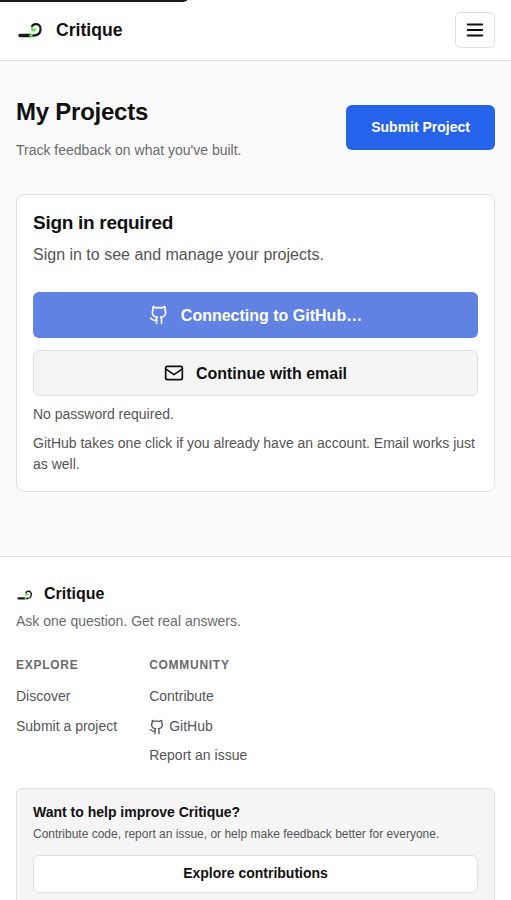 Critique
My Projects
Submit Project
Track feedback on what you've built.
Sign in required
Sign in to see and manage your projects.
Connecting to GitHub…
Continue with email
No password required.
GitHub takes one click if you already have an account. Email works just
as well.
Critique
Ask one question. Get real answers.
EXPLORE
COMMUNITY
Discover
Contribute
Submit a project
GitHub
Report an issue
Want to help improve Critique?
Contribute code, report an issue, or help make feedback better for everyone.
Explore contributions